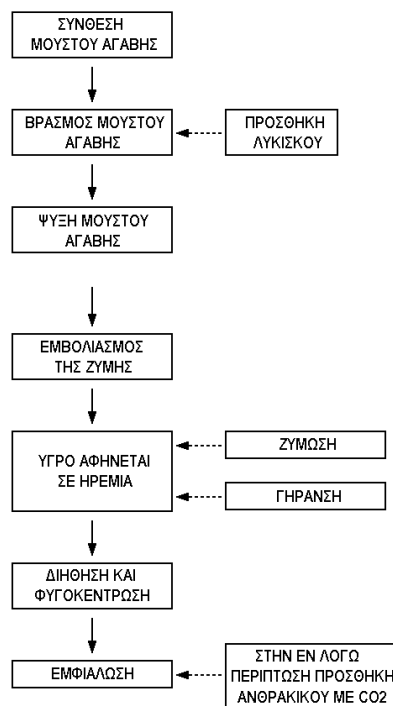 ΣΥΝΘΕΣΗ
ΜΟΥΣΤΟΥ ΑΓΑΒΗΣ
ΒΡΑΣΜΟΣ ΜΟΥΣΤΟΥ
ΑΓΑΒΗΣ
ΠΡΟΣΘΗΚΗ
ΛΥΚΙΣΚΟΥ
ΨΥΞΗ ΜΟΥΣΤΟΥ
ΑΓΑΒΗΣ
ΕΜΒΟΛΙΑΣΜΟΣ
ΤΗΣ ΖΥΜΗΣ
ΥΓΡΟ ΑΦΗΝΕΤΑΙ
ΣΕ ΗΡΕΜΙΑ
ΖΥΜΩΣΗ
ΓΗΡΑΝΣΗ
ΔΙΗΘΗΣΗ ΚΑΙ
ΦΥΓΟΚΕΝΤΡΩΣΗ
ΕΜΦΙΑΛΩΣΗ
ΣΤΗΝ ΕΝ ΛΟΓΩ
ΠΕΡΙΠΤΩΣΗ ΠΡΟΣΘΗΚΗ
ΑΝΘΡΑΚΙΚΟΥ ΜΕ CO2